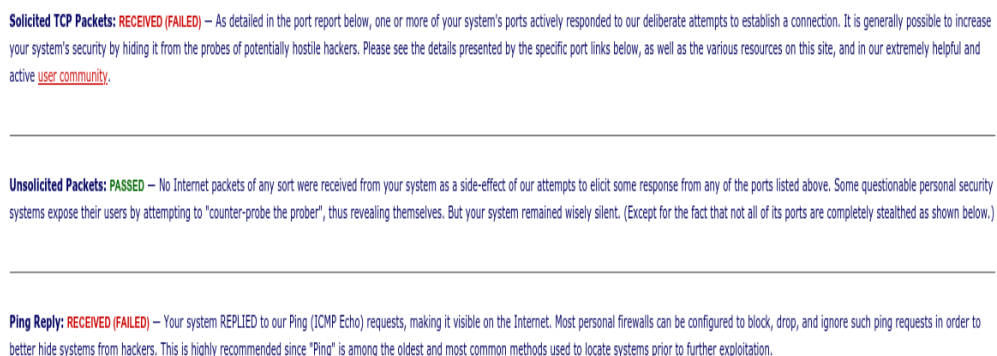 Solicited TCP Packets: RECEIVED (FAILED) — As detailed in the port report below, one or more of your system's ports actively responded to our deliberate attempts to establish a connection. It is generally possible to increase
your system's security by hiding it from the probes of potentially hostile hackers. Please see the details presented by the specific port links below, as well as the various resources on this site, and in our extremely helpful and
active user community.
Unsolicited Packets: PASSED — No Internet packets of any sort were received from your system as a side-effect of our attempts to elicit some response from any of the ports listed above. Some questionable personal security
systems expose their users by attempting to "counter-probe the prober", thus revealing themselves. But your system remained wisely silent. (Except for the fact that not all of its ports are completely stealthed as shown below.)
Ping Reply: RECEIVED (FAILED) — Your system REPLIED to our Ping (ICMP Echo) requests, making it visible on the Internet. Most personal firewalls can be configured to block, drop, and ignore such ping requests in order to
better hide systems from hackers. This is highly recommended since "Ping" is among the oldest and most common methods used to locate systems prior to further exploitation.